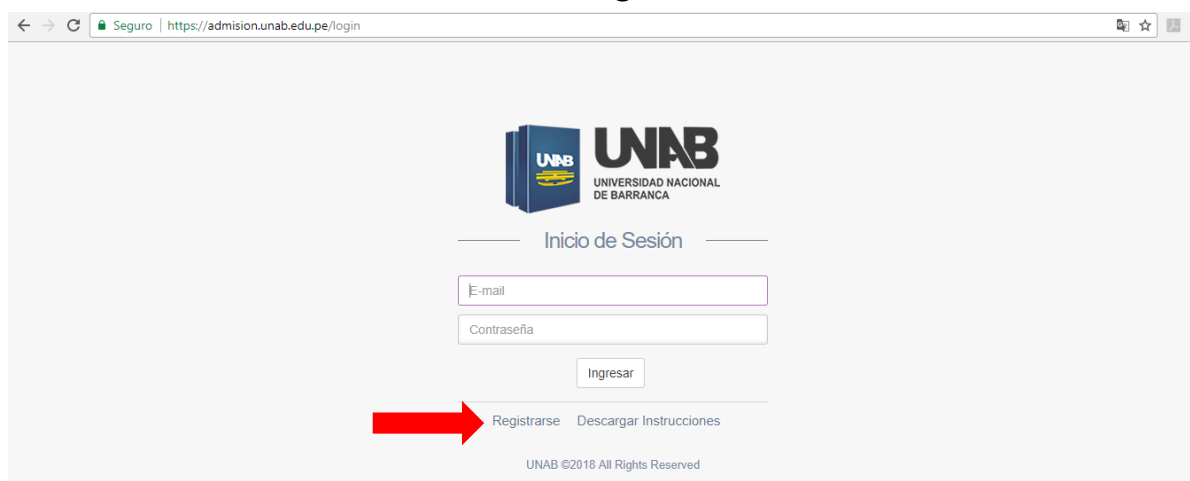 Seguro | https://admision.unab.edu.pe/login
UNAB
UNAB
UNIVERSIDAD NACIONAL
DE BARRANCA
Inicio de Sesión
E-mail
Contraseña
Ingresar
Registrarse Descargar Instrucciones
UNAB ©2018 All Rights Reserved